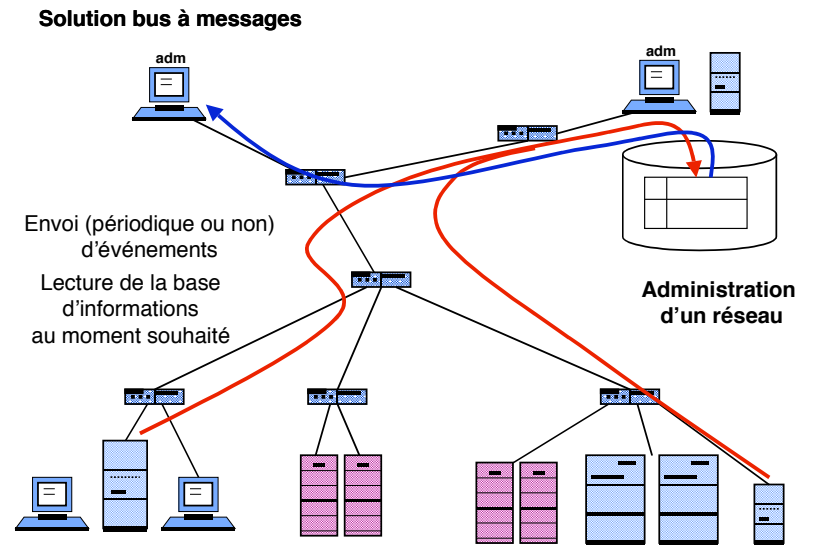 Solution bus à messages
adm
adm
Envoi (périodique ou non)
d'événements
Lecture de la base
d'informations
au moment souhaité
Administration
d'un réseau